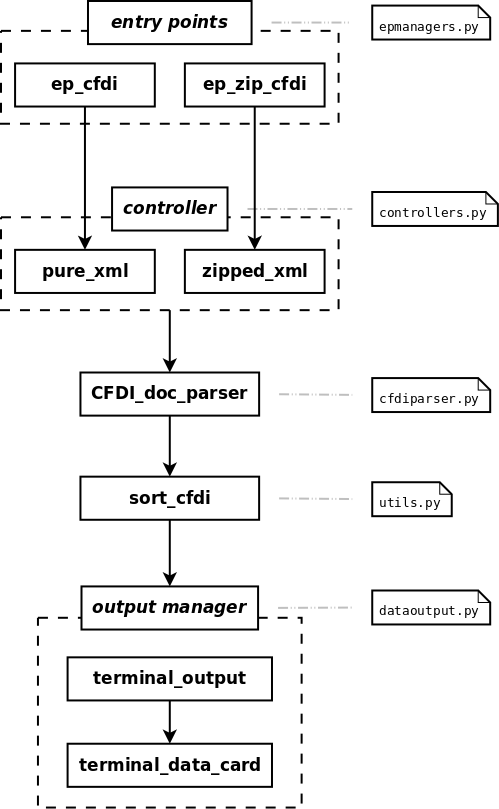 entry points
epmanagers.py
ep_cfdi
ep_zip_cfdi
controller
controllers.py
pure_xml
zipped_xml
CFDI_doc_parser
cfdiparser.py
sort_cfdi
utils.py
output manager
dataoutput.py
terminal_output
terminal_data_card